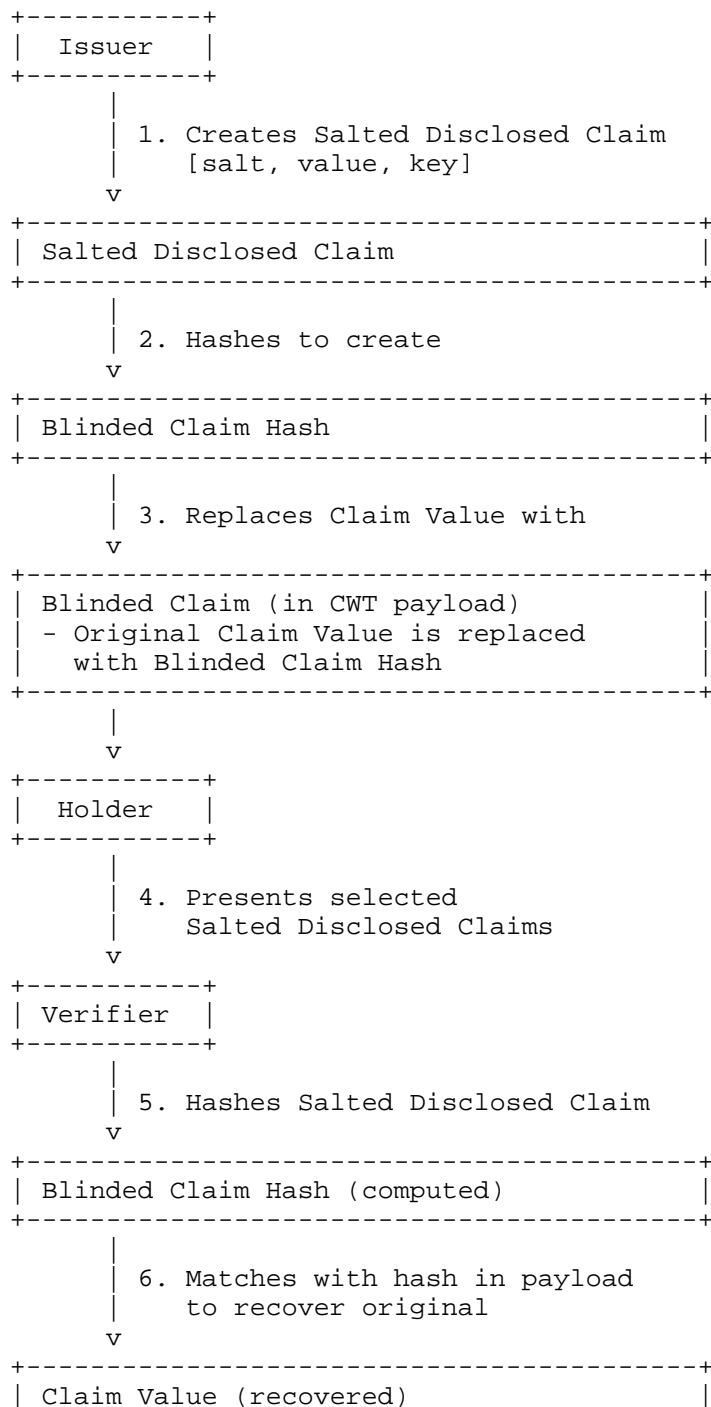 Issuer
1. Creates Salted Disclosed Claim
[salt, value, key]
Salted Disclosed Claim
2. Hashes to create
Blinded Claim Hash
3. Replaces Claim Value with
Blinded Claim (in CWT payload)
- Original Claim Value is replaced
with Blinded Claim Hash
Holder
4. Presents selected
Salted Disclosed Claims
Verifier
5. Hashes Salted Disclosed Claim
Blinded Claim Hash (computed)
6. Matches with hash in payload
to recover original
Claim Value (recovered)